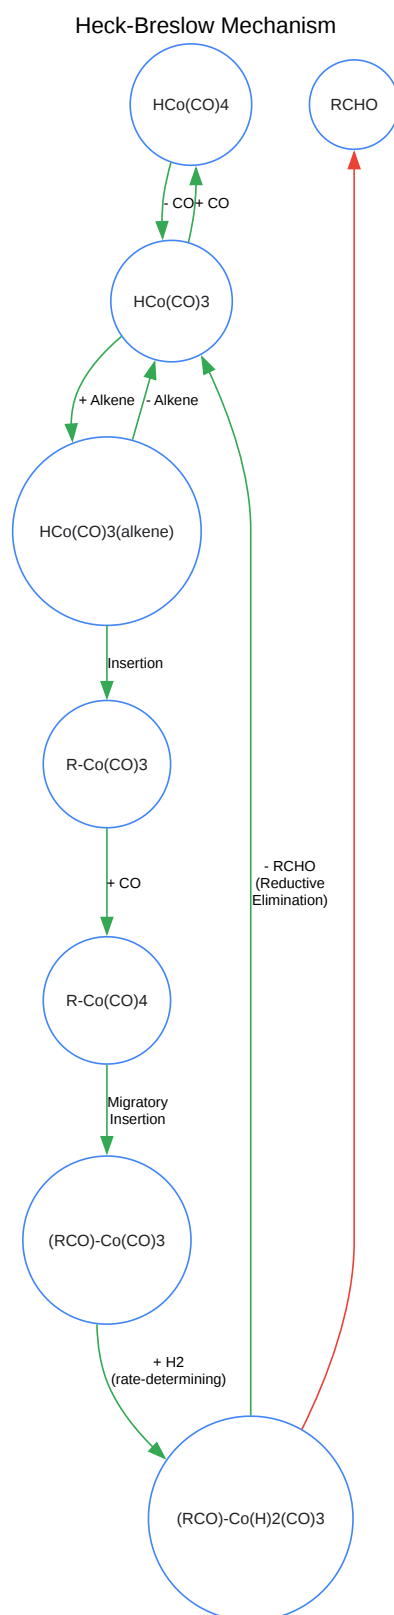 Heck-Breslow Mechanism
HCo(CO)4
RCHO
- CO
+ CO
HCo(CO)3
+ Alkene
- Alkene
HCo(CO)3(alkene)
Insertion
R-Co(CO)3
+ CO
- RCHO
(Reductive
Elimination)
R-Co(CO)4
Migratory
Insertion
(RCO)-Co(CO)3
+ H2
(rate-determining)
(RCO)-Co(H)2(CO)3